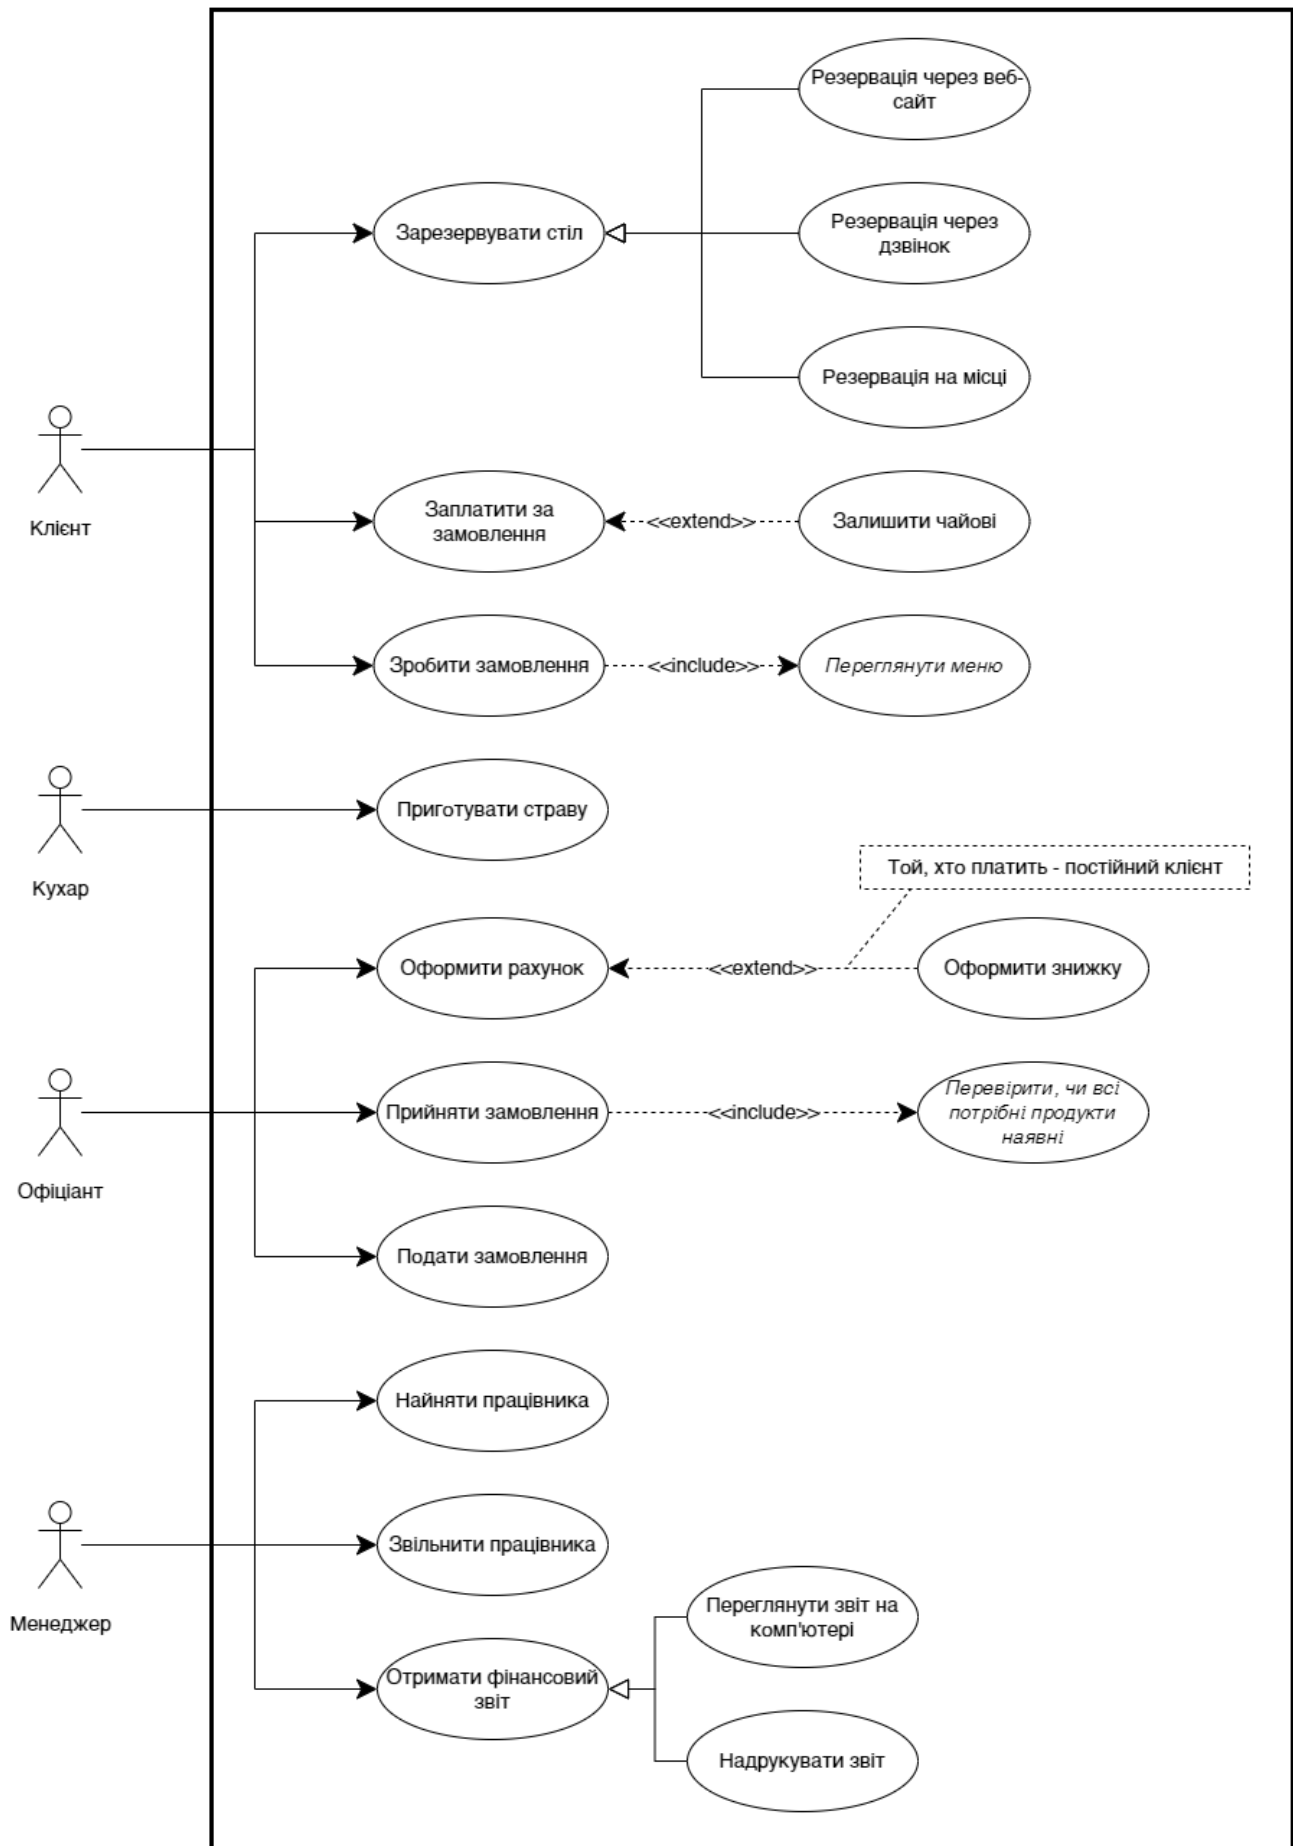 Резервація через веб-
сайт
Зарезервувати стіл
Резервація через
дзвінок
Резервація на місці
Клієнт
Заплатити за
замовлення
<<extend>>
Залишити чайові
Зробити замовлення
<<include>>
Переглянути меню
Кухар
Приготувати страву
Той, хто платить - постійний клієнт
Оформити рахунок
<<extend>>
Оформити знижку
Офіціант
Прийняти замовлення
<<include>>
Перевірити, чи всі
потрібні продукти
наявні
Подати замовлення
Найняти працівника
Менеджер
Звільнити працівника
Переглянути звіт на
комп'ютері
Отримати фінансовий
звіт
Надрукувати звіт